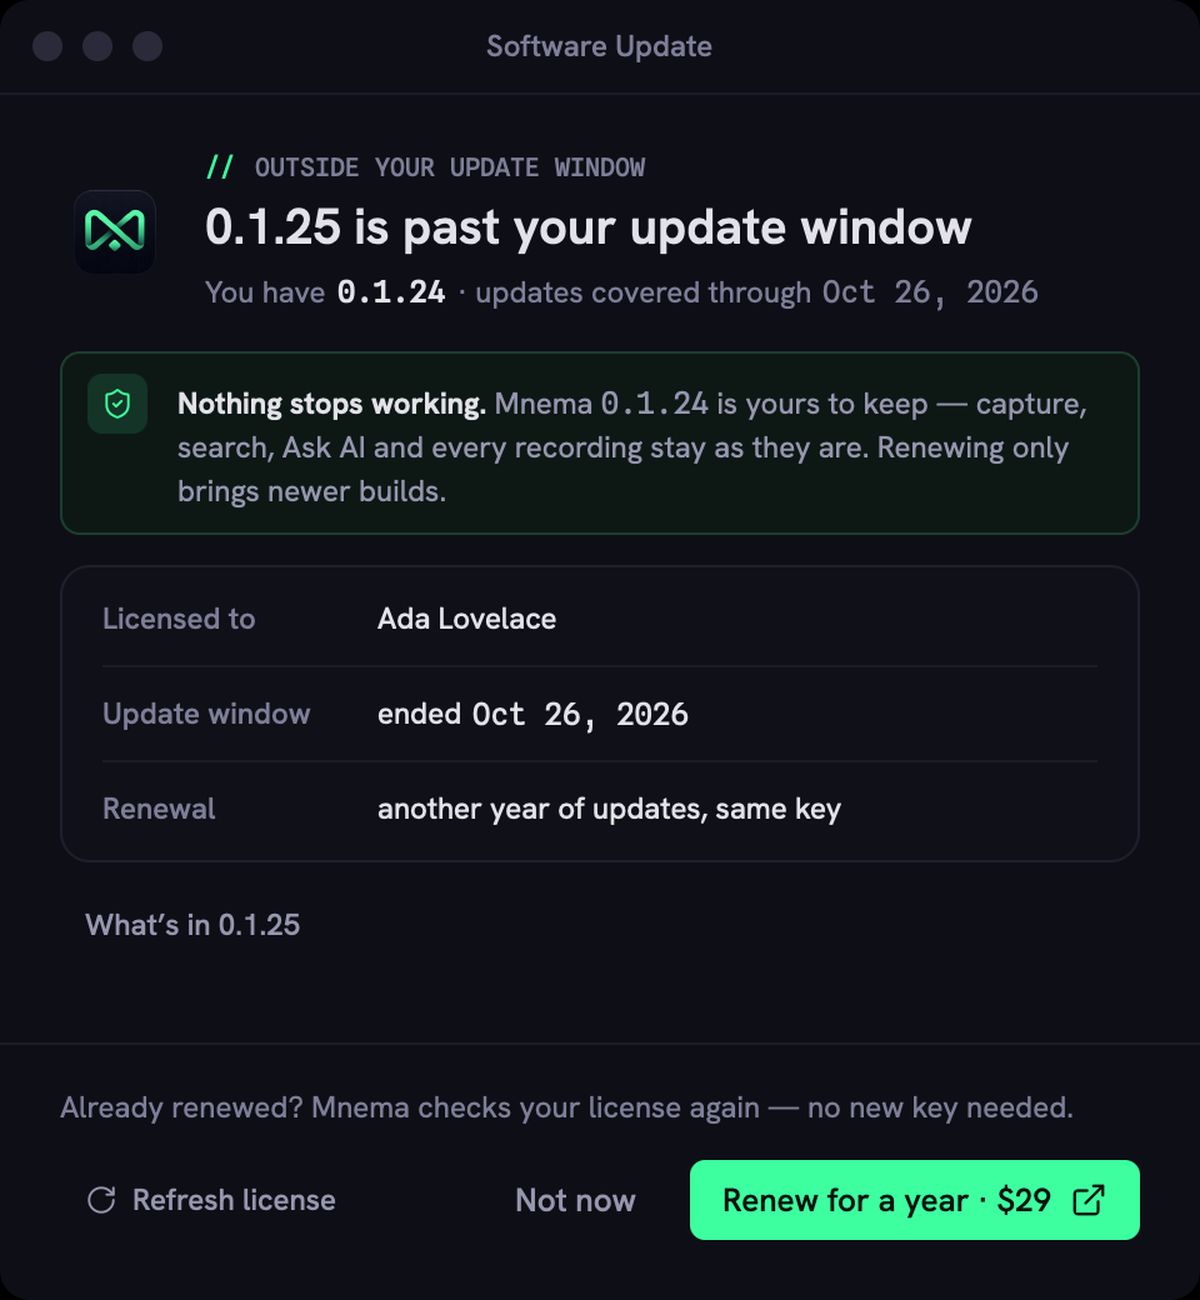 Software Update
// OUTSIDE YOUR UPDATE WINDOW
0.1.25 is past your update window
You have 0.1.24 · updates covered through Oct 26, 2026
Nothing stops working. Mnema 0.1.24 is yours to keep — capture,
search, Ask AI and every recording stay as they are. Renewing only
brings newer builds.
Licensed to Ada Lovelace
Update window ended Oct 26, 2026
Renewal another year of updates, same key
What’s in 0.1.25
Already renewed? Mnema checks your license again — no new key needed.
Refresh license Not now Renew for a year · $29